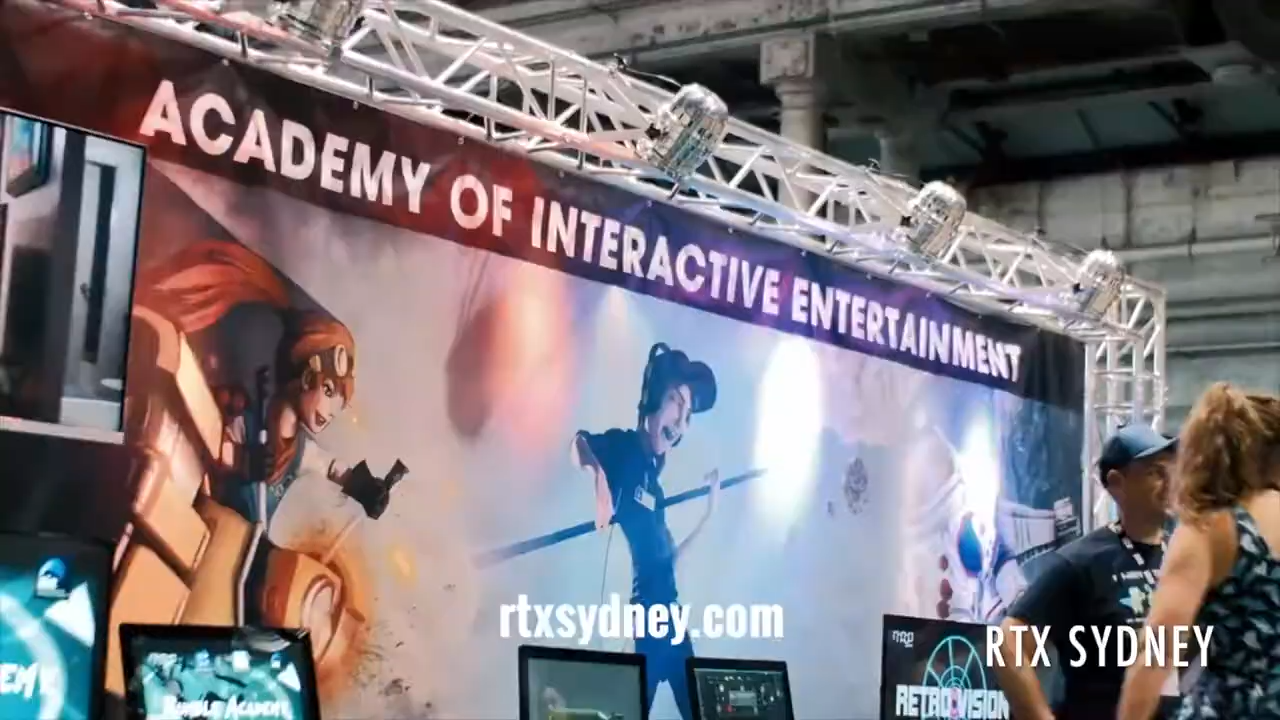 ACADEMY OF INTERACTIVE ENTERTAINMENT
rtxsydney.com
RTX SYDNEY
RETROVISION